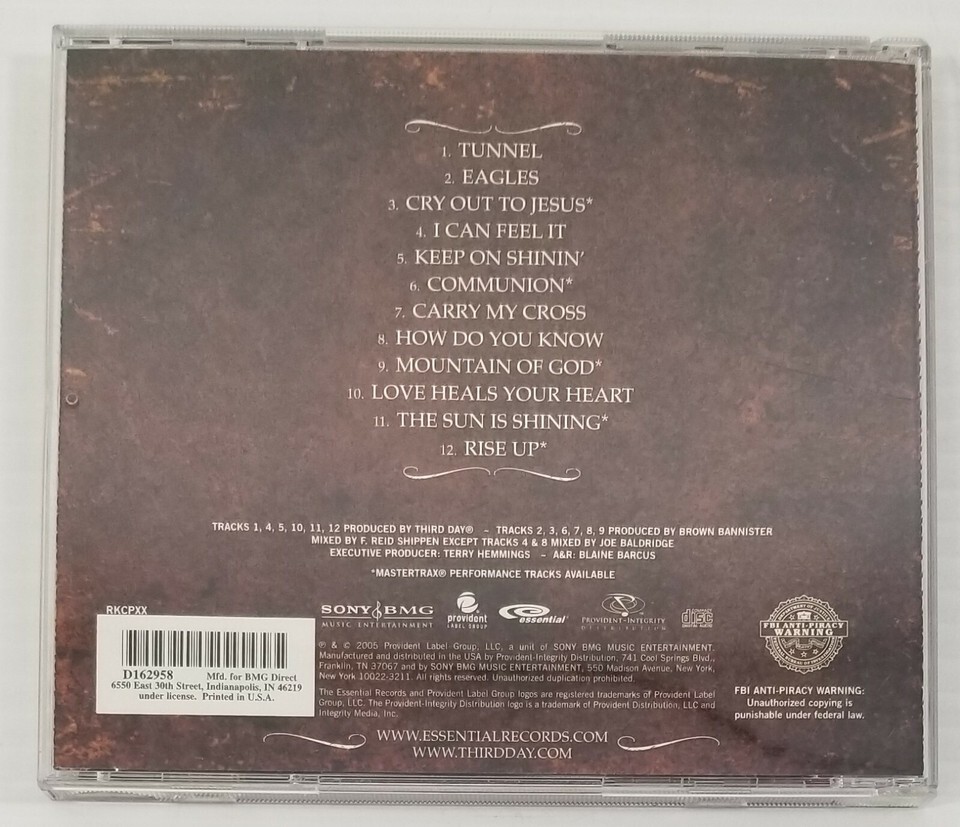 1. TUNNEL
2. EAGLES
3. CRY OUT TO JESUS*
4. I CAN FEEL IT
5. KEEP ON SHININ'
6. COMMUNION*
7. CARRY MY CROSS
8. HOW DO YOU KNOW
9. MOUNTAIN OF GOD*
10. LOVE HEALS YOUR HEART
11. THE SUN IS SHINING*
12. RISE UP*
TRACKS 1, 4, 5, 10, 11, 12 PRODUCED BY THIRD DAY® – TRACKS 2, 3, 6, 7, 8, 9 PRODUCED BY BROWN BANNISTER
MIXED BY F. REID SHIPPEN EXCEPT TRACKS 4 & 8 MIXED BY JOE BALDRIDGE
EXECUTIVE PRODUCER: TERRY HEMMINGS – A&R: BLAINE BARCUS
*MASTERTRAX® PERFORMANCE TRACKS AVAILABLE
RKCPXX
D162958 Mfd. for BMG Direct
6550 East 30th Street, Indianapolis, IN 46219
under license. Printed in U.S.A.
SONY BMG
MUSIC ENTERTAINMENT
provident
LABEL GROUP
essential
PROVIDENT-INTEGRITY
DISTRIBUTION
COMPACT
disc
DIGITAL AUDIO
℗ & © 2005 Provident Label Group, LLC, a unit of SONY BMG MUSIC ENTERTAINMENT.
Manufactured and distributed in the USA by Provident-Integrity Distribution, 741 Cool Springs Blvd.,
Franklin, TN 37067 and by SONY BMG MUSIC ENTERTAINMENT, 550 Madison Avenue, New York,
New York 10022-3211. All rights reserved. Unauthorized duplication prohibited.
The Essential Records and Provident Label Group logos are registered trademarks of Provident Label
Group, LLC. The Provident-Integrity Distribution logo is a trademark of Provident Distribution, LLC and
Integrity Media, Inc.
FBI ANTI-PIRACY
WARNING
FBI ANTI-PIRACY WARNING:
Unauthorized copying is
punishable under federal law.
WWW.ESSENTIALRECORDS.COM
WWW.THIRDDAY.COM